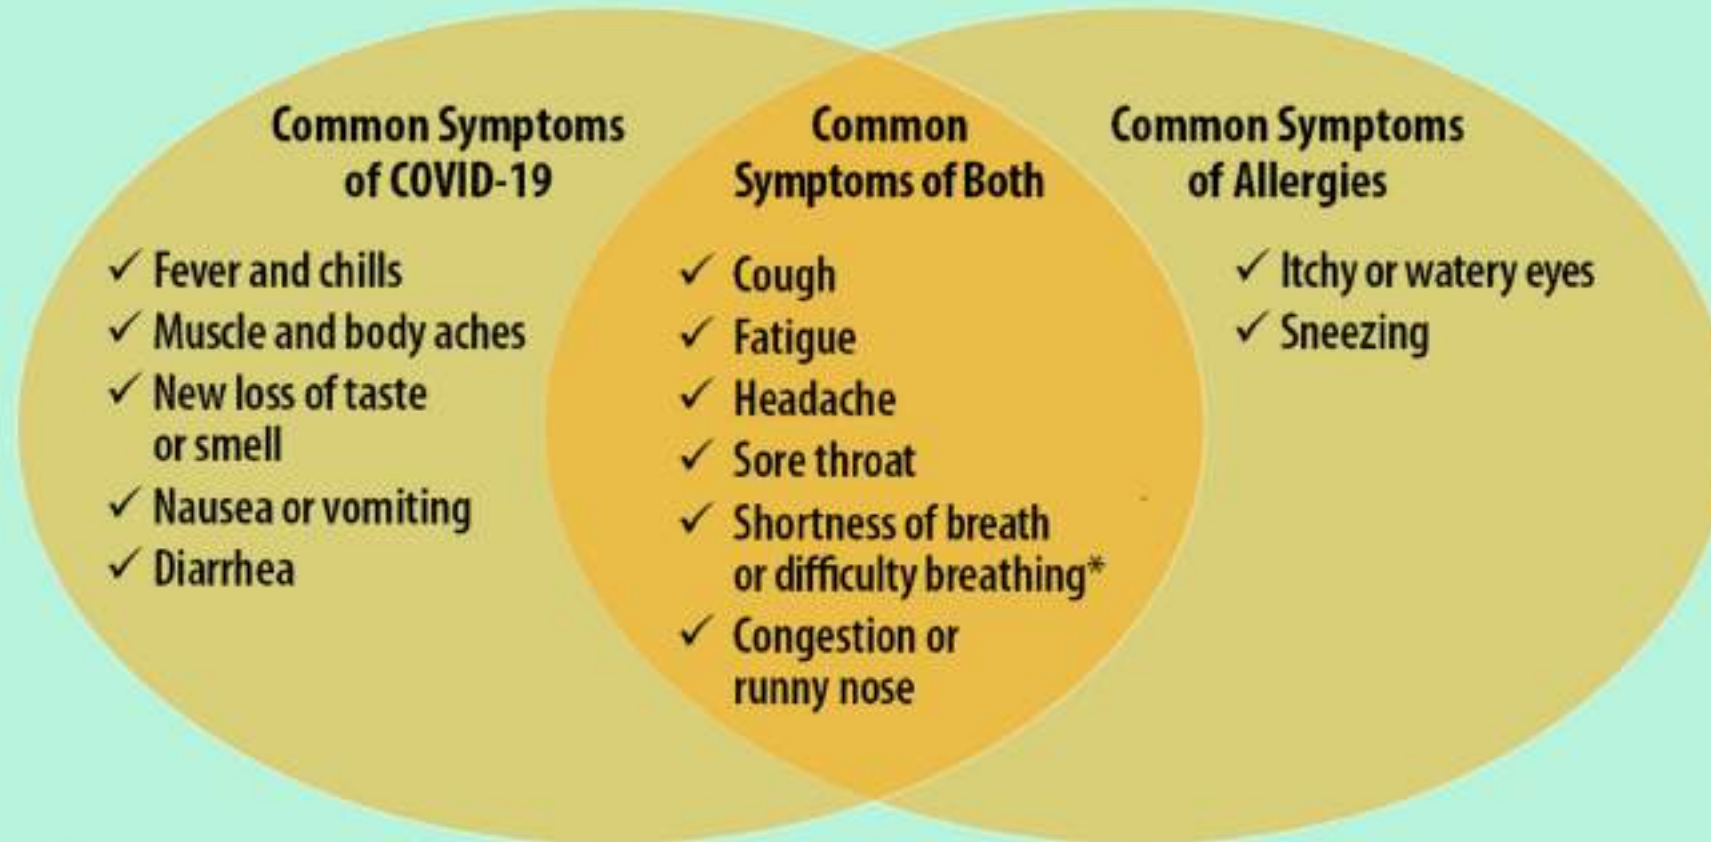 Common Symptoms
of COVID-19
✓ Fever and chills
✓ Muscle and body aches
✓ New loss of taste
or smell
✓ Nausea or vomiting
✓ Diarrhea
Common
Symptoms of Both
✓ Cough
✓ Fatigue
✓ Headache
✓ Sore throat
✓ Shortness of breath
or difficulty breathing*
✓ Congestion or
runny nose
Common Symptoms
of Allergies
✓ Itchy or watery eyes
✓ Sneezing